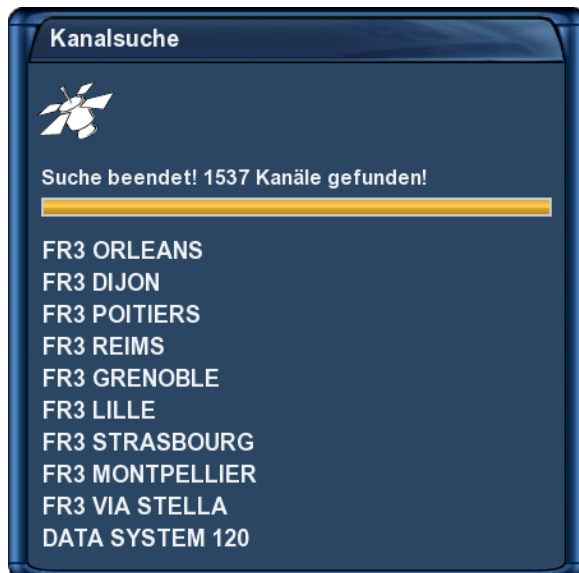 Kanalsuche
Suche beendet! 1537 Kanäle gefunden!
FR3 ORLEANS
FR3 DIJON
FR3 POITIERS
FR3 REIMS
FR3 GRENOBLE
FR3 LILLE
FR3 STRASBOURG
FR3 MONTPELLIER
FR3 VIA STELLA
DATA SYSTEM 120